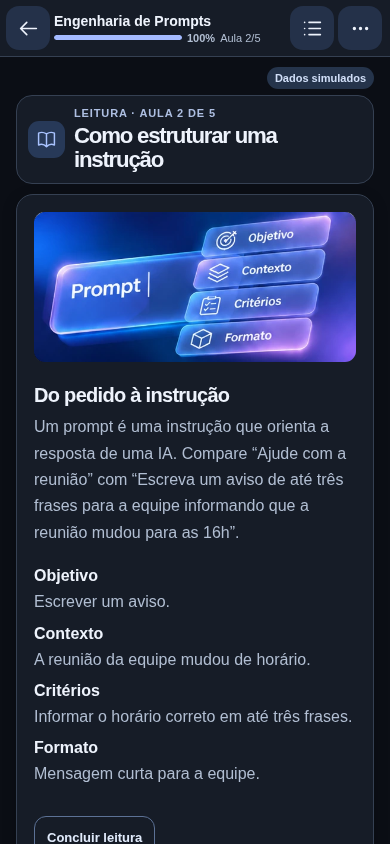 Engenharia de Prompts
100% Aula 2/5
Dados simulados
LEITURA · AULA 2 DE 5
Como estruturar uma
instrução
Prompt
Objetivo
Contexto
Critérios
Formato
Do pedido à instrução
Um prompt é uma instrução que orienta a
resposta de uma IA. Compare “Ajude com a
reunião” com “Escreva um aviso de até três
frases para a equipe informando que a
reunião mudou para as 16h”.
Objetivo
Escrever um aviso.
Contexto
A reunião da equipe mudou de horário.
Critérios
Informar o horário correto em até três frases.
Formato
Mensagem curta para a equipe.
Concluir leitura